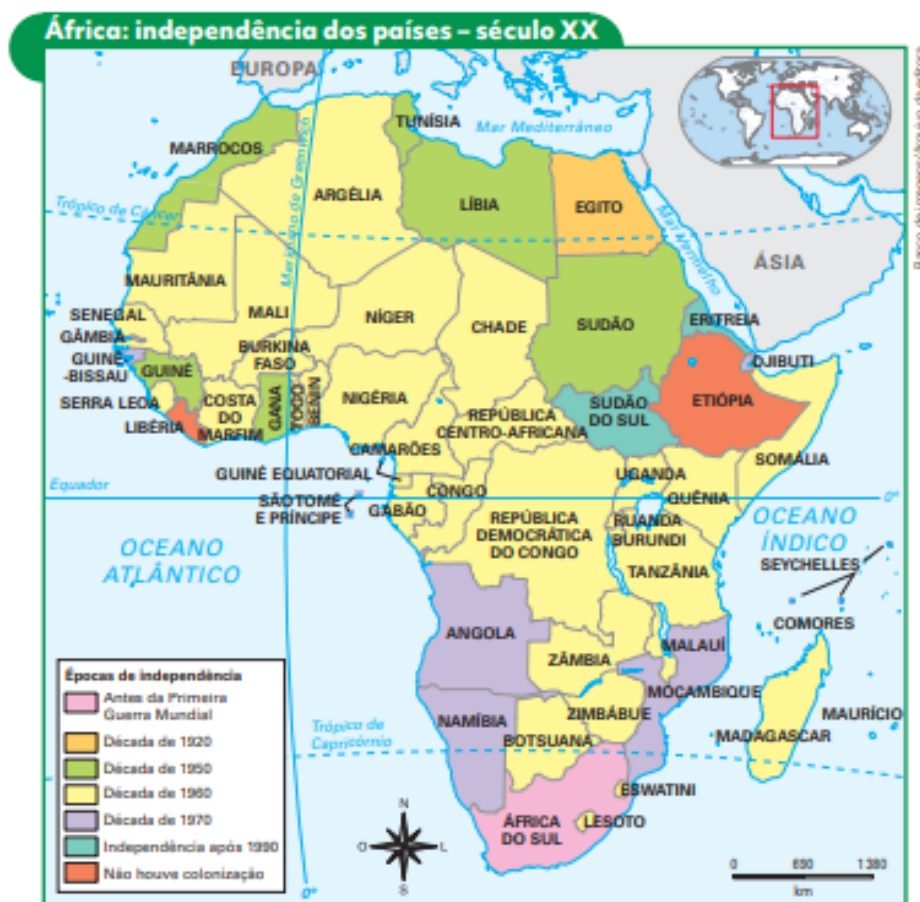 África: independência dos países – século XX
EUROPA
Meridiano de Greenwich
TUNÍSIA
Mar Mediterrâneo
MARROCOS
ARGÉLIA
LÍBIA
EGITO
Trópico de Câncer
Mar Vermelho
ÁSIA
MAURITÂNIA
MALI
NÍGER
CHADE
SUDÃO
ERITREIA
SENEGAL
GÂMBIA
GUINÉ
-BISSAU
GUINÉ
BURKINA
FASO
DJIBUTI
SERRA LEOA
LIBÉRIA
COSTA
DO
MARFIM
GANA
TOGO
BENIN
NIGÉRIA
SUDÃO
DO SUL
ETIÓPIA
REPÚBLICA
CENTRO-AFRICANA
CAMARÕES
SOMÁLIA
GUINÉ EQUATORIAL
UGANDA
Equador
CONGO
QUÊNIA
0°
SÃO TOMÉ
E PRÍNCIPE
GABÃO
REPÚBLICA
DEMOCRÁTICA
DO CONGO
RUANDA
BURUNDI
OCEANO
ÍNDICO
OCEANO
ATLÂNTICO
TANZÂNIA
SEYCHELLES
COMORES
ANGOLA
MALAUÍ
ZÂMBIA
MOÇAMBIQUE
NAMÍBIA
ZIMBÁBUE
MAURÍCIO
MADAGASCAR
BOTSUANA
Trópico de
Capricórnio
ESWATINI
ÁFRICA
DO SUL
LESOTO
Épocas de independência
Antes da Primeira
Guerra Mundial
Década de 1920
Década de 1950
Década de 1960
Década de 1970
Independência após 1990
Não houve colonização
N
O
L
S
0°
0 690 1 380
km